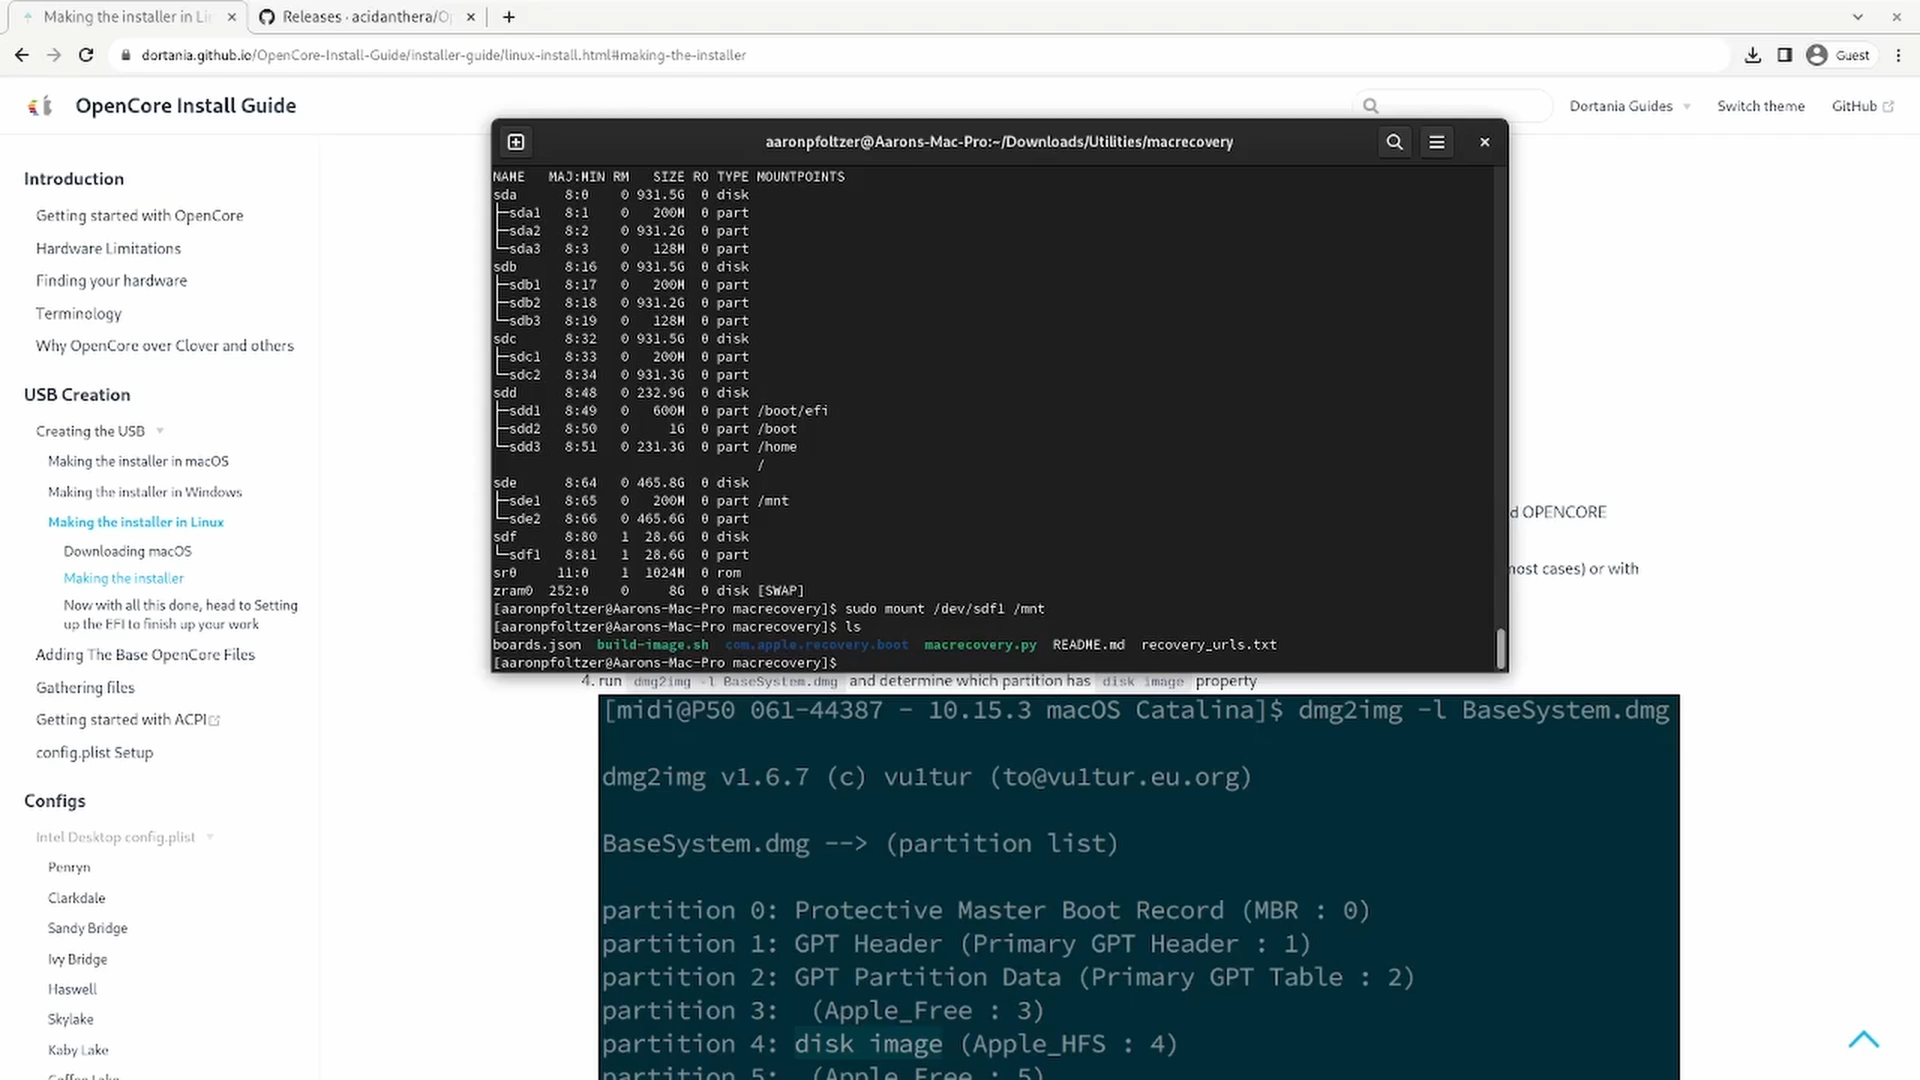 Making the installer in Li
Releases · acidanthera/O
dortania.github.io/OpenCore-Install-Guide/installer-guide/linux-install.html#making-the-installer
Guest
OpenCore Install Guide
Dortania Guides
Switch theme
GitHub
Introduction
Getting started with OpenCore
Hardware Limitations
Finding your hardware
Terminology
Why OpenCore over Clover and others
USB Creation
Creating the USB
Making the installer in macOS
Making the installer in Windows
Making the installer in Linux
Downloading macOS
Making the installer
Now with all this done, head to Setting
up the EFI to finish up your work
Adding The Base OpenCore Files
Gathering files
Getting started with ACPI
config.plist Setup
Configs
Intel Desktop config.plist
Penryn
Clarkdale
Sandy Bridge
Ivy Bridge
Haswell
Skylake
Kaby Lake
Coffee Lake
aaronpfoltzer@Aarons-Mac-Pro:~/Downloads/Utilities/macrecovery
NAME MAJ:MIN RM SIZE RO TYPE MOUNTPOINTS
sda 8:0 0 931.5G 0 disk
├─sda1 8:1 0 200M 0 part
├─sda2 8:2 0 931.2G 0 part
└─sda3 8:3 0 128M 0 part
sdb 8:16 0 931.5G 0 disk
├─sdb1 8:17 0 200M 0 part
├─sdb2 8:18 0 931.2G 0 part
└─sdb3 8:19 0 128M 0 part
sdc 8:32 0 931.5G 0 disk
├─sdc1 8:33 0 200M 0 part
└─sdc2 8:34 0 931.3G 0 part
sdd 8:48 0 232.9G 0 disk
├─sdd1 8:49 0 600M 0 part /boot/efi
├─sdd2 8:50 0 1G 0 part /boot
└─sdd3 8:51 0 231.3G 0 part /home
/
sde 8:64 0 465.8G 0 disk
├─sde1 8:65 0 200M 0 part /mnt
└─sde2 8:66 0 465.6G 0 part
sdf 8:80 1 28.6G 0 disk
└─sdf1 8:81 1 28.6G 0 part
sr0 11:0 1 1024M 0 rom
zram0 252:0 0 8G 0 disk [SWAP]
[aaronpfoltzer@Aarons-Mac-Pro macrecovery]$ sudo mount /dev/sdf1 /mnt
[aaronpfoltzer@Aarons-Mac-Pro macrecovery]$ ls
boards.json build-image.sh com.apple.recovery.boot macrecovery.py README.md recovery_urls.txt
[aaronpfoltzer@Aarons-Mac-Pro macrecovery]$
d OPENCORE
most cases) or with
4. run dmg2img -l BaseSystem.dmg and determine which partition has disk image property
[midi@P50 061-44387 - 10.15.3 macOS Catalina]$ dmg2img -l BaseSystem.dmg
dmg2img v1.6.7 (c) vu1tur (to@vu1tur.eu.org)
BaseSystem.dmg --> (partition list)
partition 0: Protective Master Boot Record (MBR : 0)
partition 1: GPT Header (Primary GPT Header : 1)
partition 2: GPT Partition Data (Primary GPT Table : 2)
partition 3: (Apple_Free : 3)
partition 4: disk image (Apple_HFS : 4)
partition 5: (Apple_Free : 5)